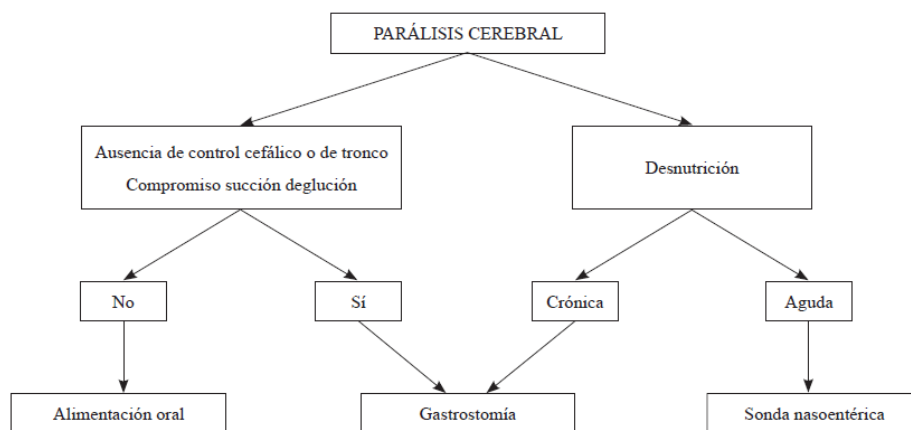 PARÁLISIS CEREBRAL
Ausencia de control cefálico o de tronco
Compromiso succión deglución
Desnutrición
No
Sí
Crónica
Aguda
Alimentación oral
Gastrostomía
Sonda nasoentérica